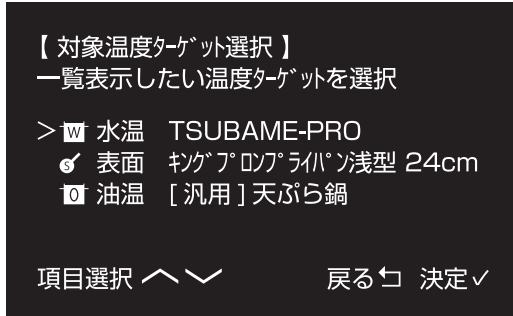 【 対象温度ﾀｰｹﾞｯﾄ選択 】
一覧表示したい温度ﾀｰｹﾞｯﾄを選択
>W 水温 TSUBAME-PRO
S 表面 ｷﾝｸﾞﾌﾟﾛﾝﾌﾟﾗｲﾊﾟﾝ浅型 24cm
O 油温 [ 汎用 ] 天ぷら鍋
項目選択 戻る 決定✓